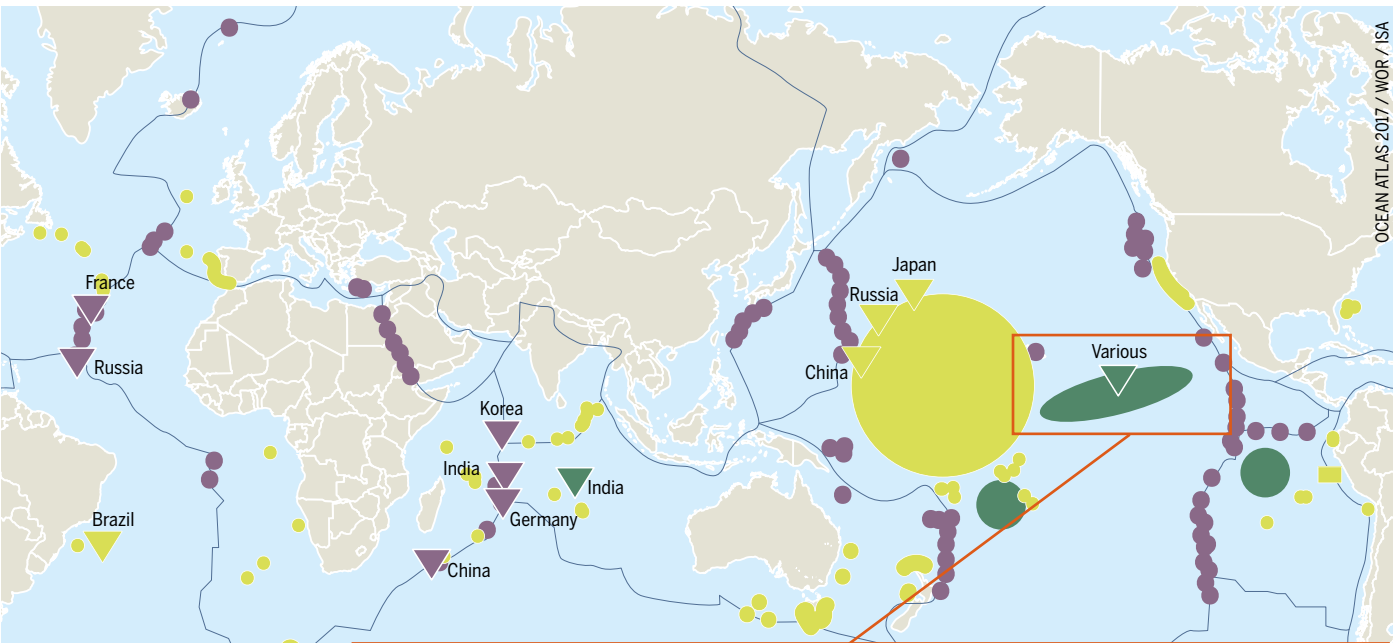 OCEAN ATLAS 2017 / WOR / ISA
Japan
France
Russia
Various
Russia
China
Korea
India
India
Brazil
Germany
China